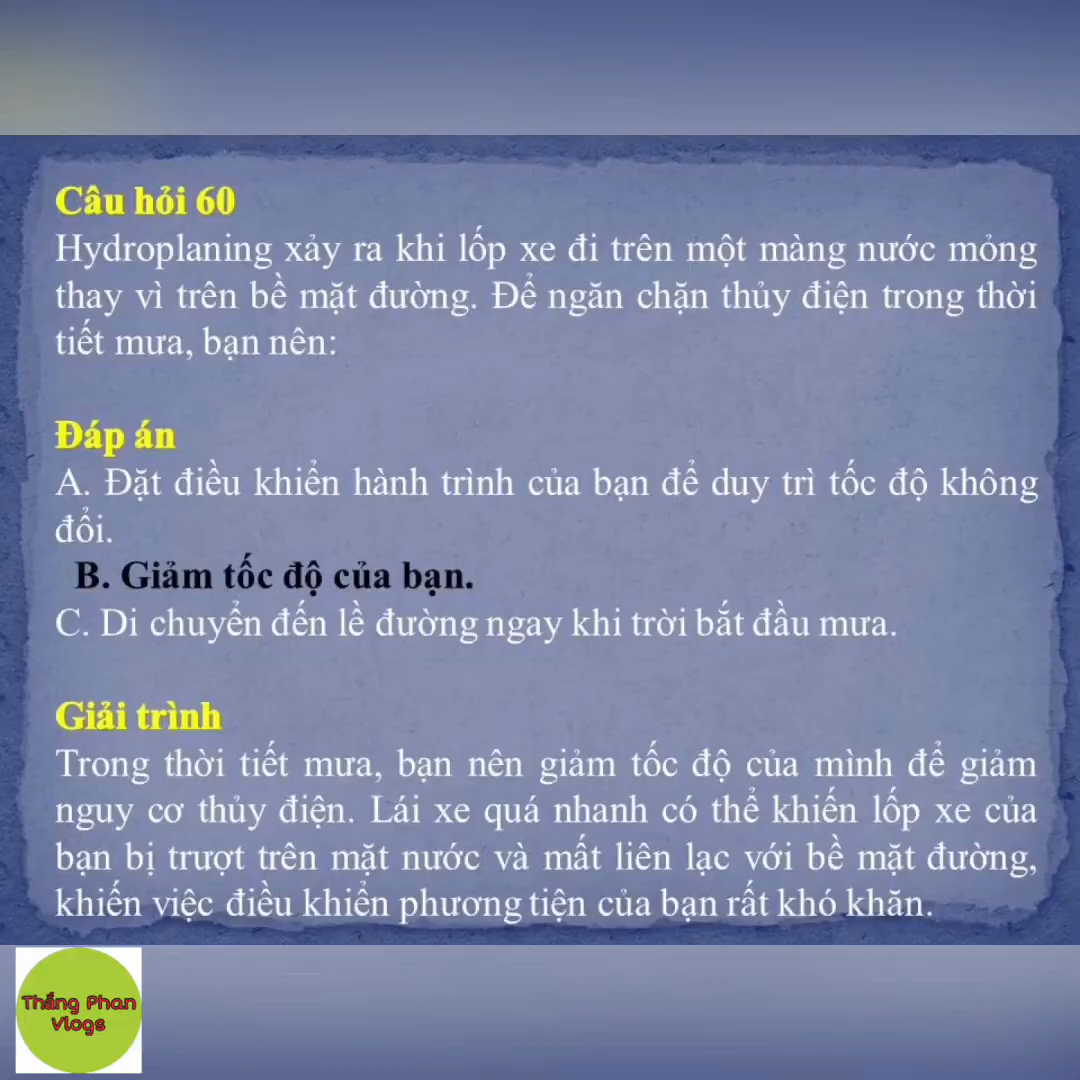 Câu hỏi 60
Hydroplaning xảy ra khi lốp xe đi trên một màng nước mỏng
thay vì trên bề mặt đường. Để ngăn chặn thủy điện trong thời
tiết mưa, bạn nên:
Đáp án
A. Đặt điều khiển hành trình của bạn để duy trì tốc độ không
đổi.
B. Giảm tốc độ của bạn.
C. Di chuyển đến lề đường ngay khi trời bắt đầu mưa.
Giải trình
Trong thời tiết mưa, bạn nên giảm tốc độ của mình để giảm
nguy cơ thủy điện. Lái xe quá nhanh có thể khiến lốp xe của
bạn bị trượt trên mặt nước và mất liên lạc với bề mặt đường,
khiến việc điều khiển phương tiện của bạn rất khó khăn.
Thắng Phan
Vlogs